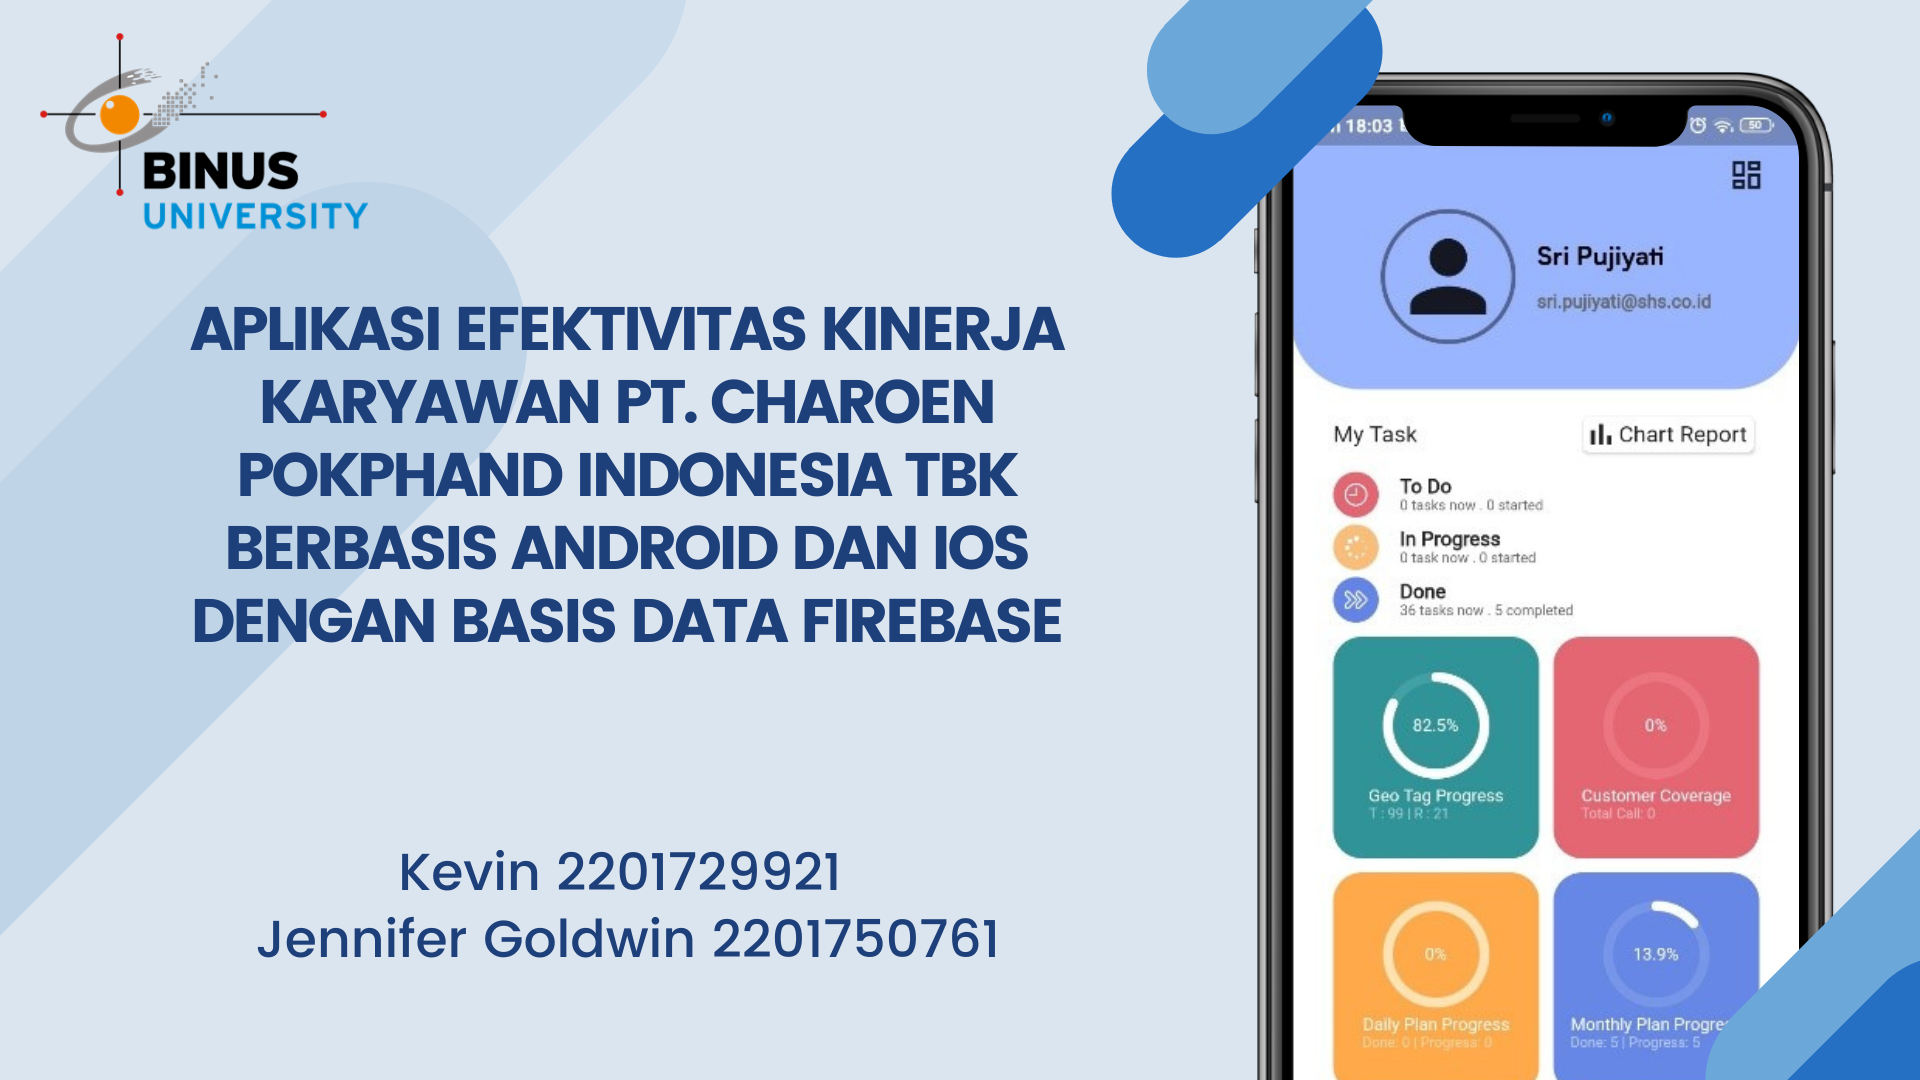 BINUS
UNIVERSITY
APLIKASI EFEKTIVITAS KINERJA
KARYAWAN PT. CHAROEN
POKPHAND INDONESIA TBK
BERBASIS ANDROID DAN IOS
DENGAN BASIS DATA FIREBASE
Kevin 2201729921
Jennifer Goldwin 2201750761
18:03
50
Sri Pujiyati
sri.pujiyati@shs.co.id
My Task
Chart Report
To Do
0 tasks now . 0 started
In Progress
0 task now . 0 started
Done
36 tasks now . 5 completed
82.5%
Geo Tag Progress
T : 99 | R : 21
0%
Customer Coverage
Total Call: 0
0%
Daily Plan Progress
Done: 0 | Progress: 0
13.9%
Monthly Plan Progre
Done: 5 | Progress: 5